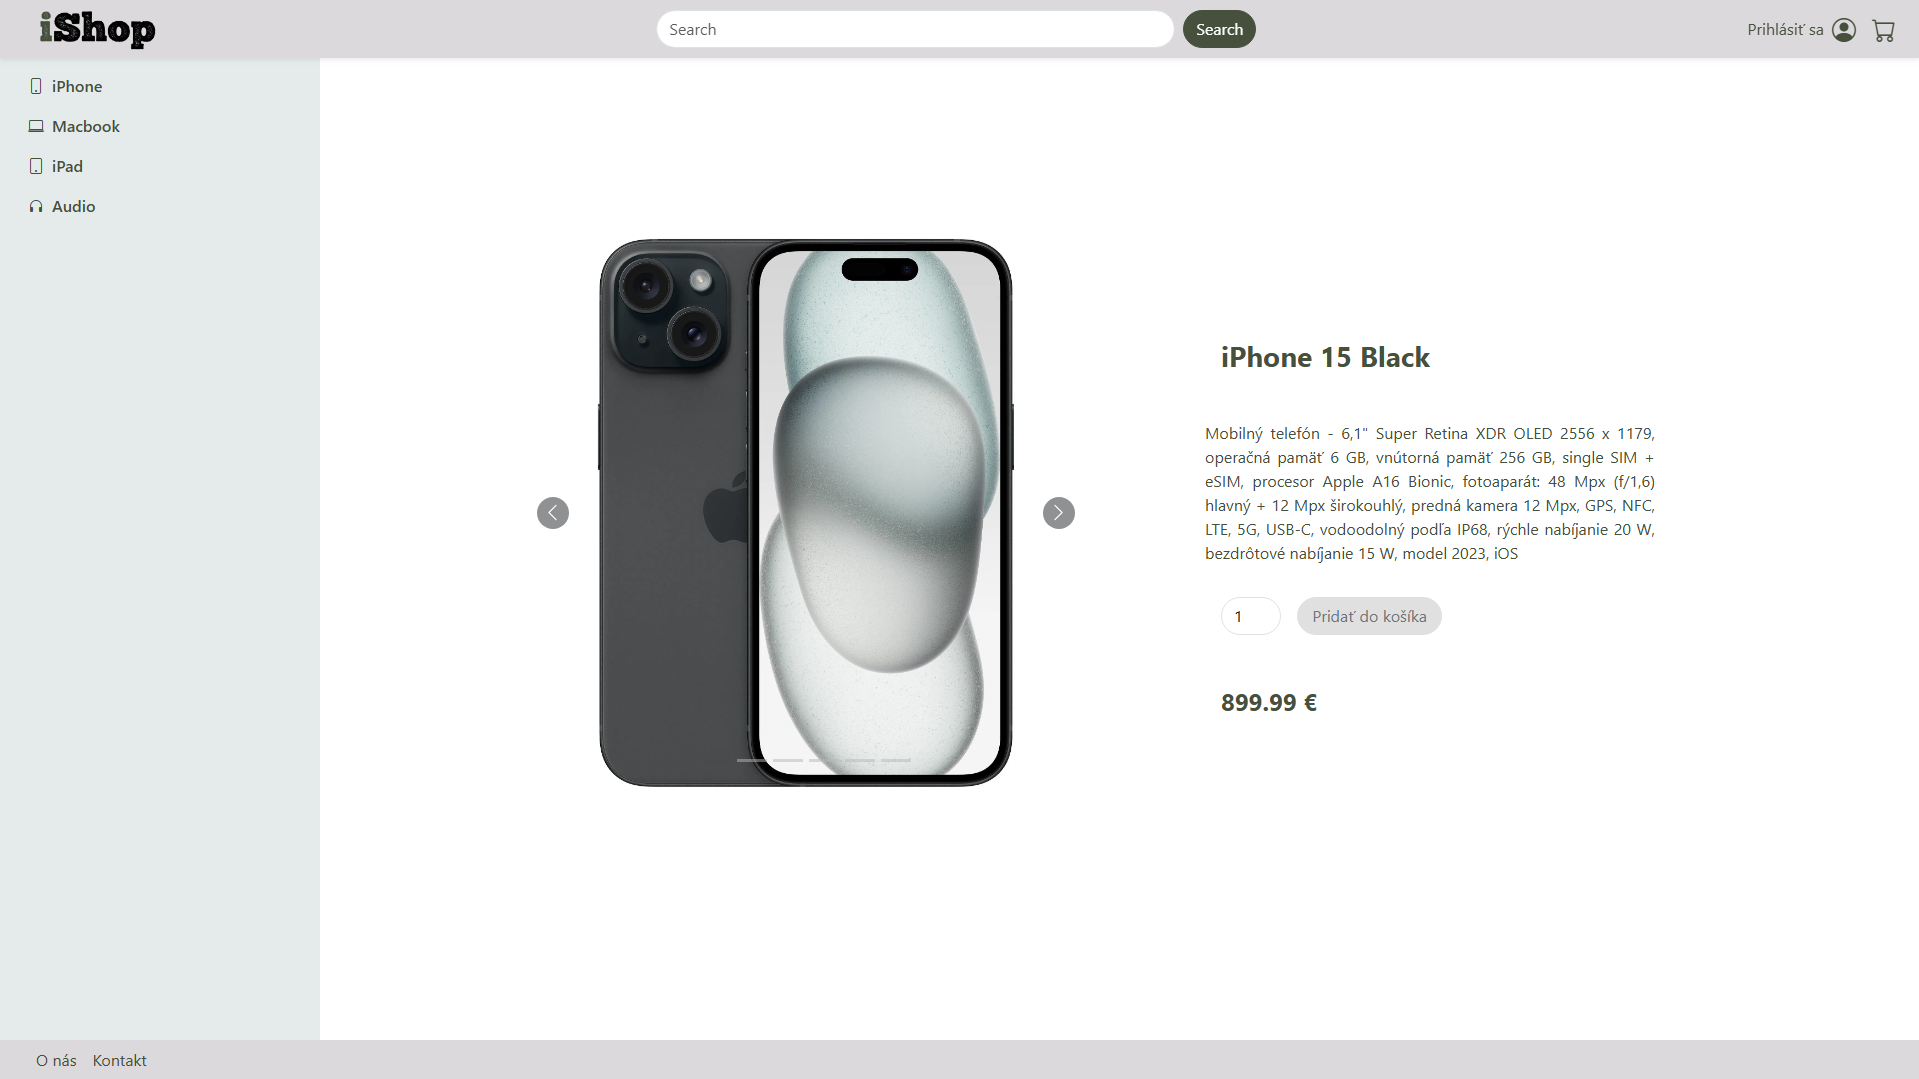 iShop
Search
Search
Prihlásiť sa
iPhone
Macbook
iPad
Audio
iPhone 15 Black
Mobilný telefón - 6,1" Super Retina XDR OLED 2556 x 1179,
operačná pamäť 6 GB, vnútorná pamäť 256 GB, single SIM +
eSIM, procesor Apple A16 Bionic, fotoaparát: 48 Mpx (f/1,6)
hlavný + 12 Mpx širokouhlý, predná kamera 12 Mpx, GPS, NFC,
LTE, 5G, USB-C, vodoodolný podľa IP68, rýchle nabíjanie 20 W,
bezdrôtové nabíjanie 15 W, model 2023, iOS
1
Pridať do košíka
899.99 €
O nás
Kontakt